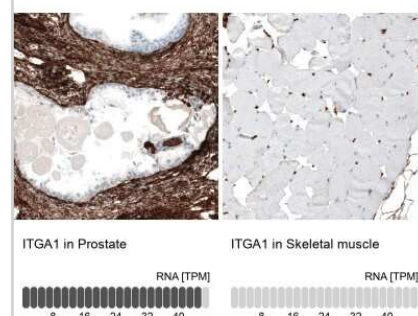 ITGA1 in Prostate
ITGA1 in Skeletal muscle
RNA [TPM]
RNA [TPM]
8 16 24 32 40
8 16 24 32 40